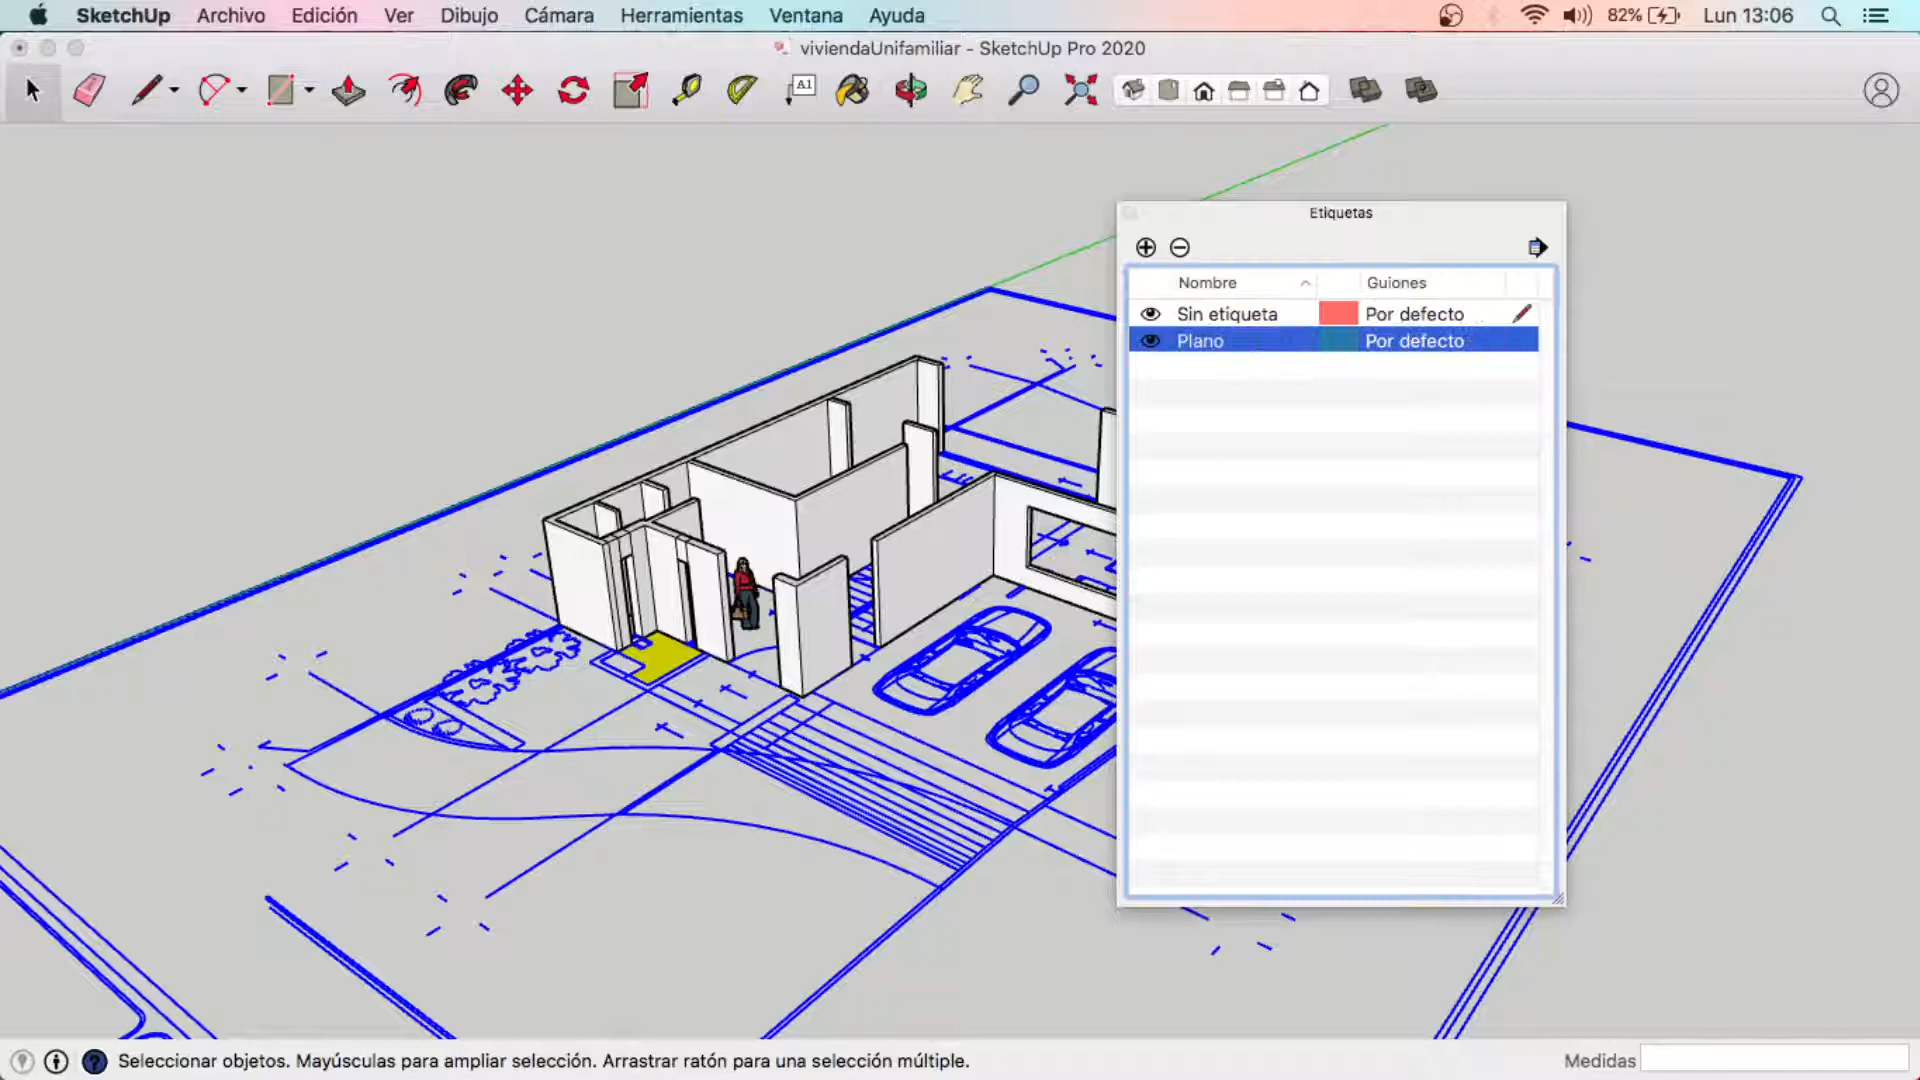 SketchUp Archivo Edición Ver Dibujo Cámara Herramientas Ventana Ayuda 82% Lun 13:06
viviendaUnifamiliar - SketchUp Pro 2020
A1
Etiquetas
Nombre Guiones
Sin etiqueta Por defecto
Plano Por defecto
Seleccionar objetos. Mayúsculas para ampliar selección. Arrastrar ratón para una selección múltiple. Medidas